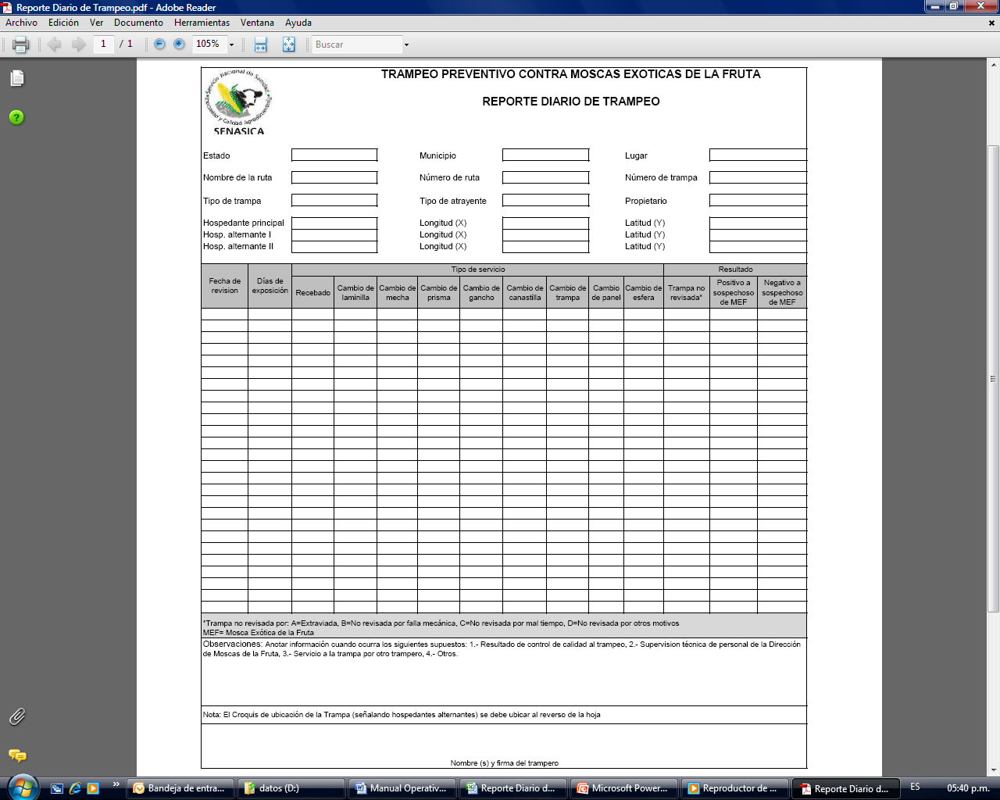 Reporte Diario de Trampeo.pdf - Adobe Reader
Archivo Edición Ver Documento Herramientas Ventana Ayuda
1 / 1 105% Buscar
TRAMPEO PREVENTIVO CONTRA MOSCAS EXOTICAS DE LA FRUTA
REPORTE DIARIO DE TRAMPEO
SENASICA
Estado Municipio Lugar
Nombre de la ruta Número de ruta Número de trampa
Tipo de trampa Tipo de atrayente Propietario
Hospedante principal Longitud (X) Latitud (Y)
Hosp. alternante I Longitud (X) Latitud (Y)
Hosp. alternante II Longitud (X) Latitud (Y)
Tipo de servicio Resultado
Fecha de revision
Días de exposición
Recebado
Cambio de laminilla
Cambio de mecha
Cambio de prisma
Cambio de gancho
Cambio de canastilla
Cambio de trampa
Cambio de panel
Cambio de esfera
Trampa no revisada*
Positivo a sospechoso de MEF
Negativo a sospechoso de MEF
*Trampa no revisada por: A=Extraviada, B=No revisada por falla mecánica, C=No revisada por mal tiempo, D=No revisada por otros motivos
MEF= Mosca Exótica de la Fruta
Observaciones: Anotar información cuando ocurra los siguientes supuestos: 1.- Resultado de control de calidad al trampeo, 2.- Supervision técnica de personal de la Dirección
de Moscas de la Fruta, 3.- Servicio a la trampa por otro trampero, 4.- Otros.
Nota: El Croquis de ubicación de la Trampa (señalando hospedantes alternantes) se debe ubicar al reverso de la hoja
Nombre (s) y firma del trampero
Bandeja de entra... datos (D:) Manual Operativ... Reporte Diario d... Microsoft Power... Reproductor de ... Reporte Diario d... ES 05:40 p.m.